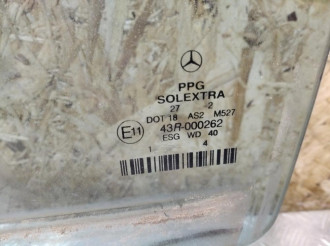 PPG
SOLEXTRA
27 2
DOT 18 AS2 M527
E11 43R-000262
ESG WD 40
1 4